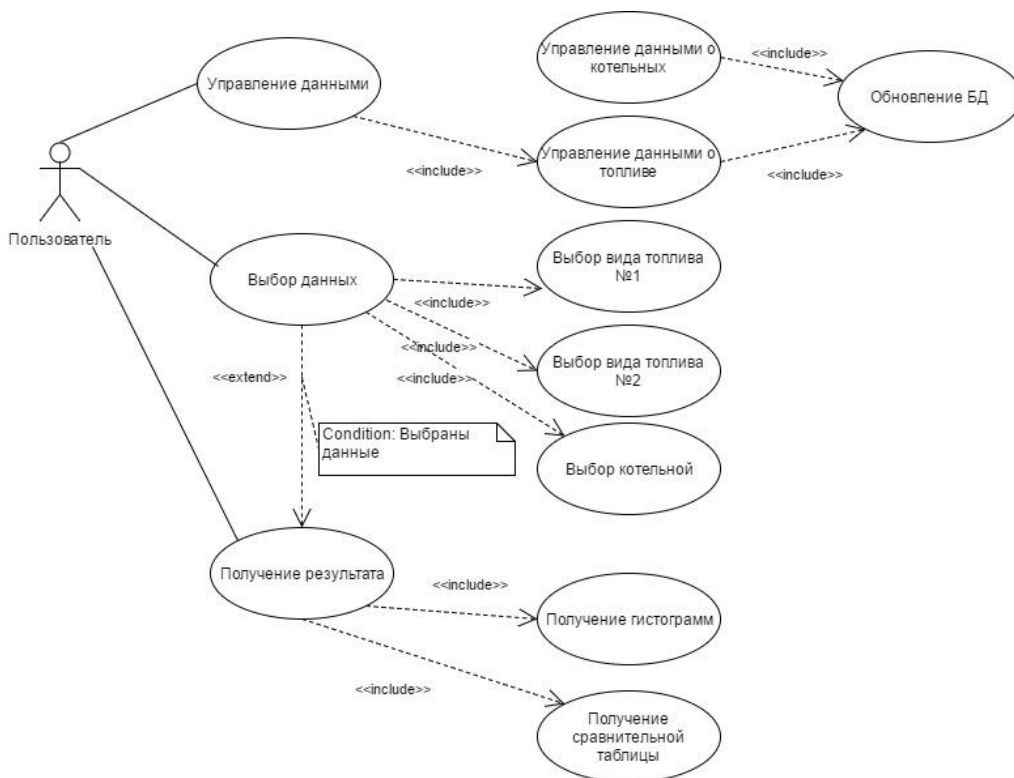 Управление данными
Управление данными о
котельных
<<include>>
Обновление БД
<<include>>
Управление данными о
топливе
<<include>>
Пользователь
Выбор данных
Выбор вида топлива
№1
<<include>>
<<include>>
Выбор вида топлива
№2
<<extend>>
<<include>>
Condition: Выбраны
данные
Выбор котельной
Получение результата
<<include>>
Получение гистограмм
<<include>>
Получение
сравнительной
таблицы